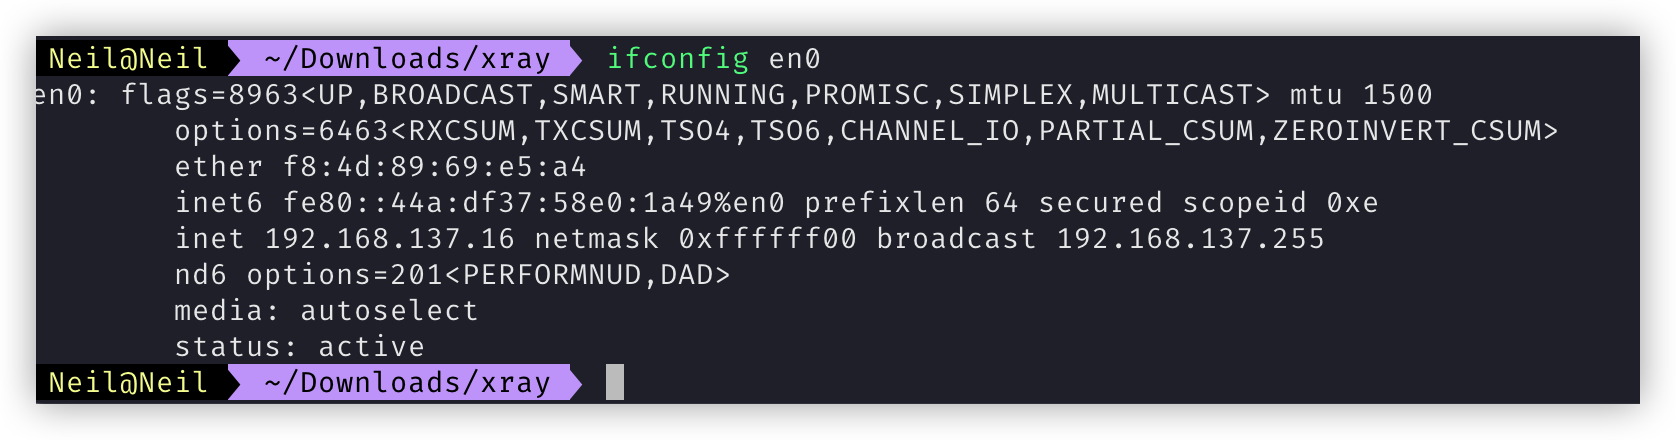 Neil@Neil ~/Downloads/xray ifconfig en0
en0: flags=8963<UP,BROADCAST,SMART,RUNNING,PROMISC,SIMPLEX,MULTICAST> mtu 1500
options=6463<RXCSUM,TXCSUM,TSO4,TSO6,CHANNEL_IO,PARTIAL_CSUM,ZEROINVERT_CSUM>
ether f8:4d:89:69:e5:a4
inet6 fe80::44a:df37:58e0:1a49%en0 prefixlen 64 secured scopeid 0xe
inet 192.168.137.16 netmask 0xffffff00 broadcast 192.168.137.255
nd6 options=201<PERFORMNUD,DAD>
media: autoselect
status: active
Neil@Neil ~/Downloads/xray